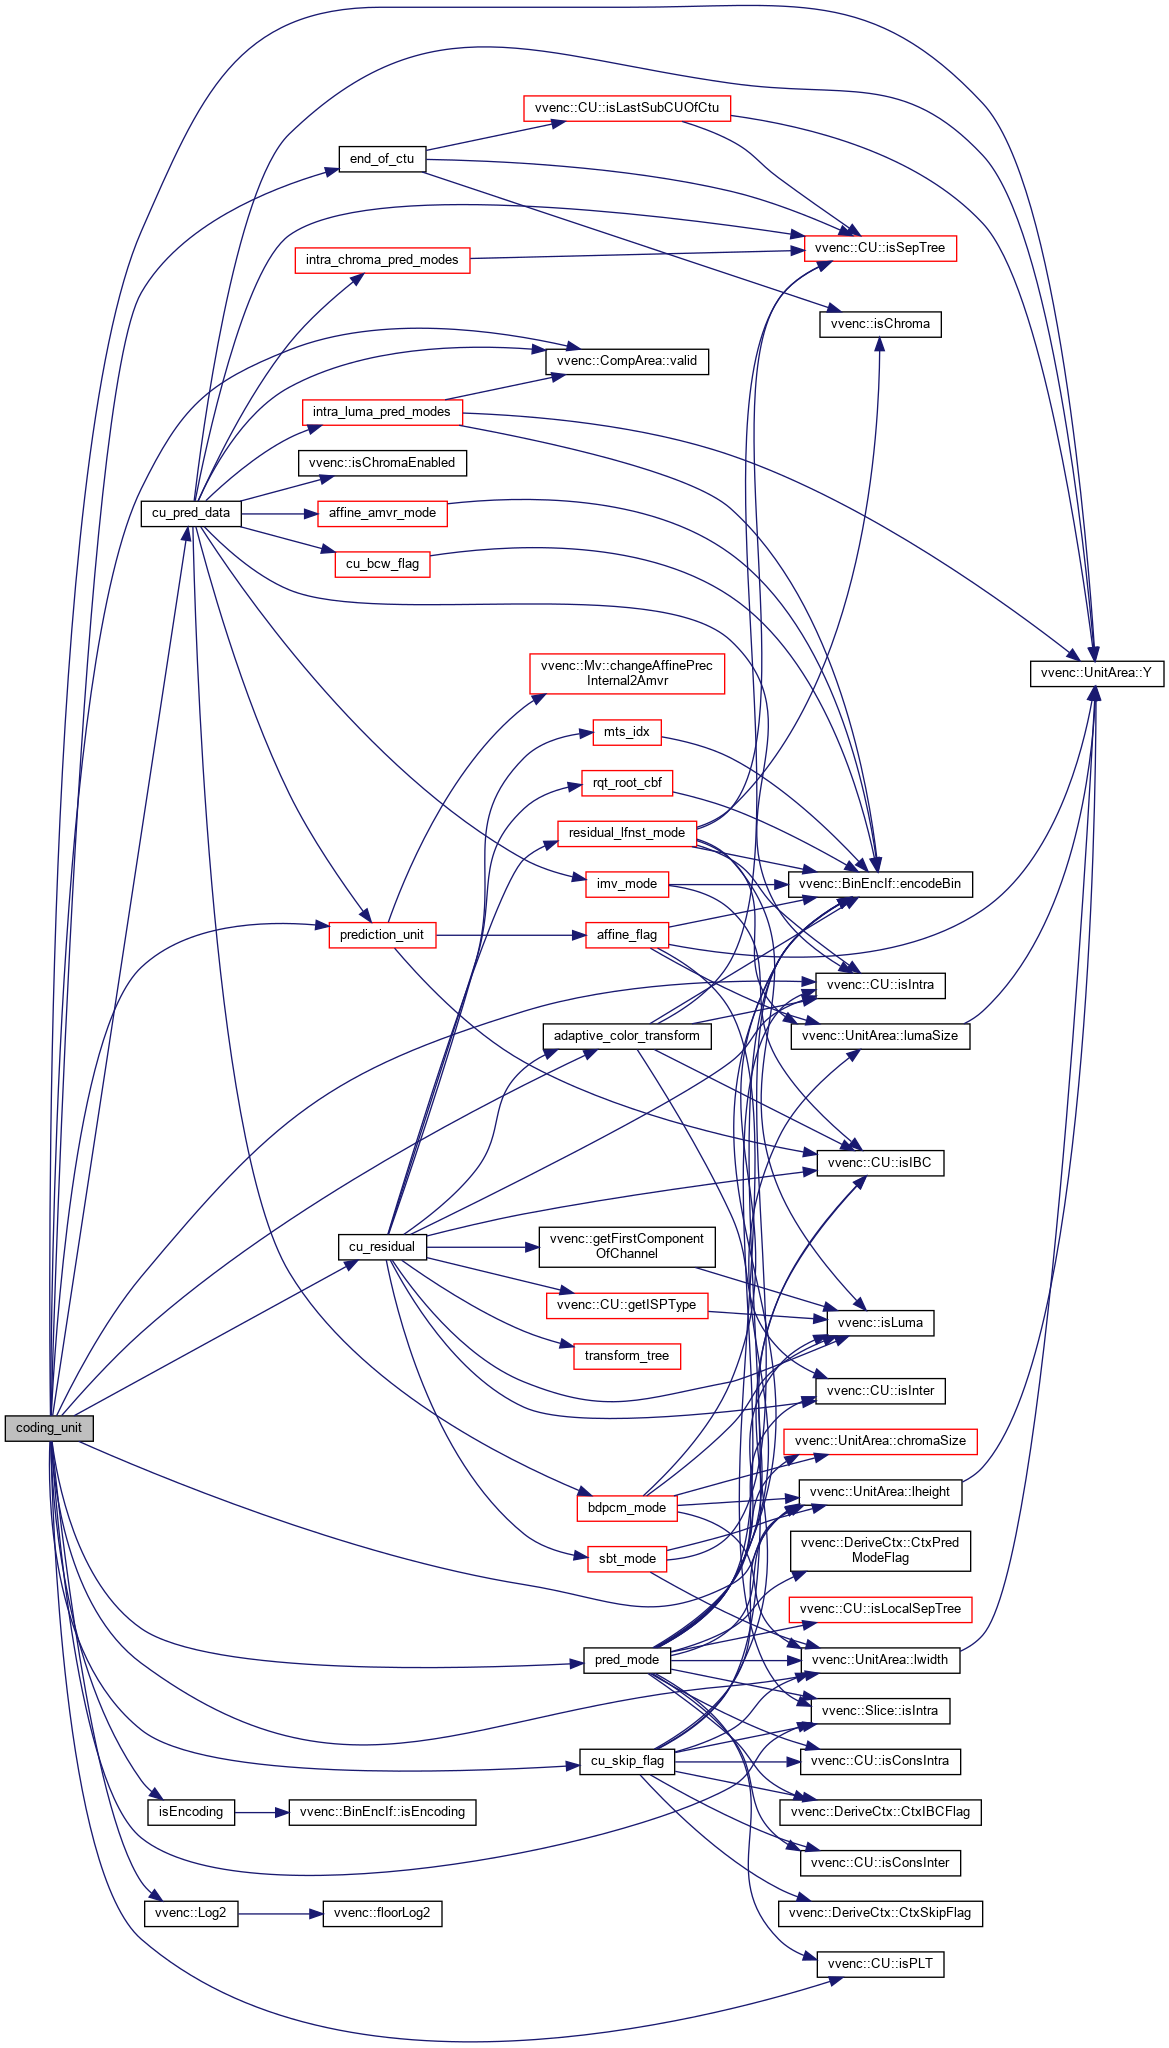 vvenc::CU::isLastSubCUOfCtu
end_of_ctu
vvenc::CU::isSepTree
intra_chroma_pred_modes
vvenc::isChroma
vvenc::CompArea::valid
intra_luma_pred_modes
vvenc::isChromaEnabled
cu_pred_data
affine_amvr_mode
cu_bcw_flag
vvenc::Mv::changeAffinePrec
Internal2Amvr
vvenc::UnitArea::Y
mts_idx
rqt_root_cbf
residual_lfnst_mode
imv_mode
vvenc::BinEncIf::encodeBin
prediction_unit
affine_flag
vvenc::CU::isIntra
adaptive_color_transform
vvenc::UnitArea::lumaSize
vvenc::CU::isIBC
cu_residual
vvenc::getFirstComponent
OfChannel
vvenc::CU::getISPType
vvenc::isLuma
transform_tree
vvenc::CU::isInter
coding_unit
vvenc::UnitArea::chromaSize
bdpcm_mode
vvenc::UnitArea::lheight
vvenc::DeriveCtx::CtxPred
ModeFlag
sbt_mode
vvenc::CU::isLocalSepTree
pred_mode
vvenc::UnitArea::lwidth
vvenc::Slice::isIntra
cu_skip_flag
vvenc::CU::isConsIntra
isEncoding
vvenc::BinEncIf::isEncoding
vvenc::DeriveCtx::CtxIBCFlag
vvenc::CU::isConsInter
vvenc::Log2
vvenc::floorLog2
vvenc::DeriveCtx::CtxSkipFlag
vvenc::CU::isPLT